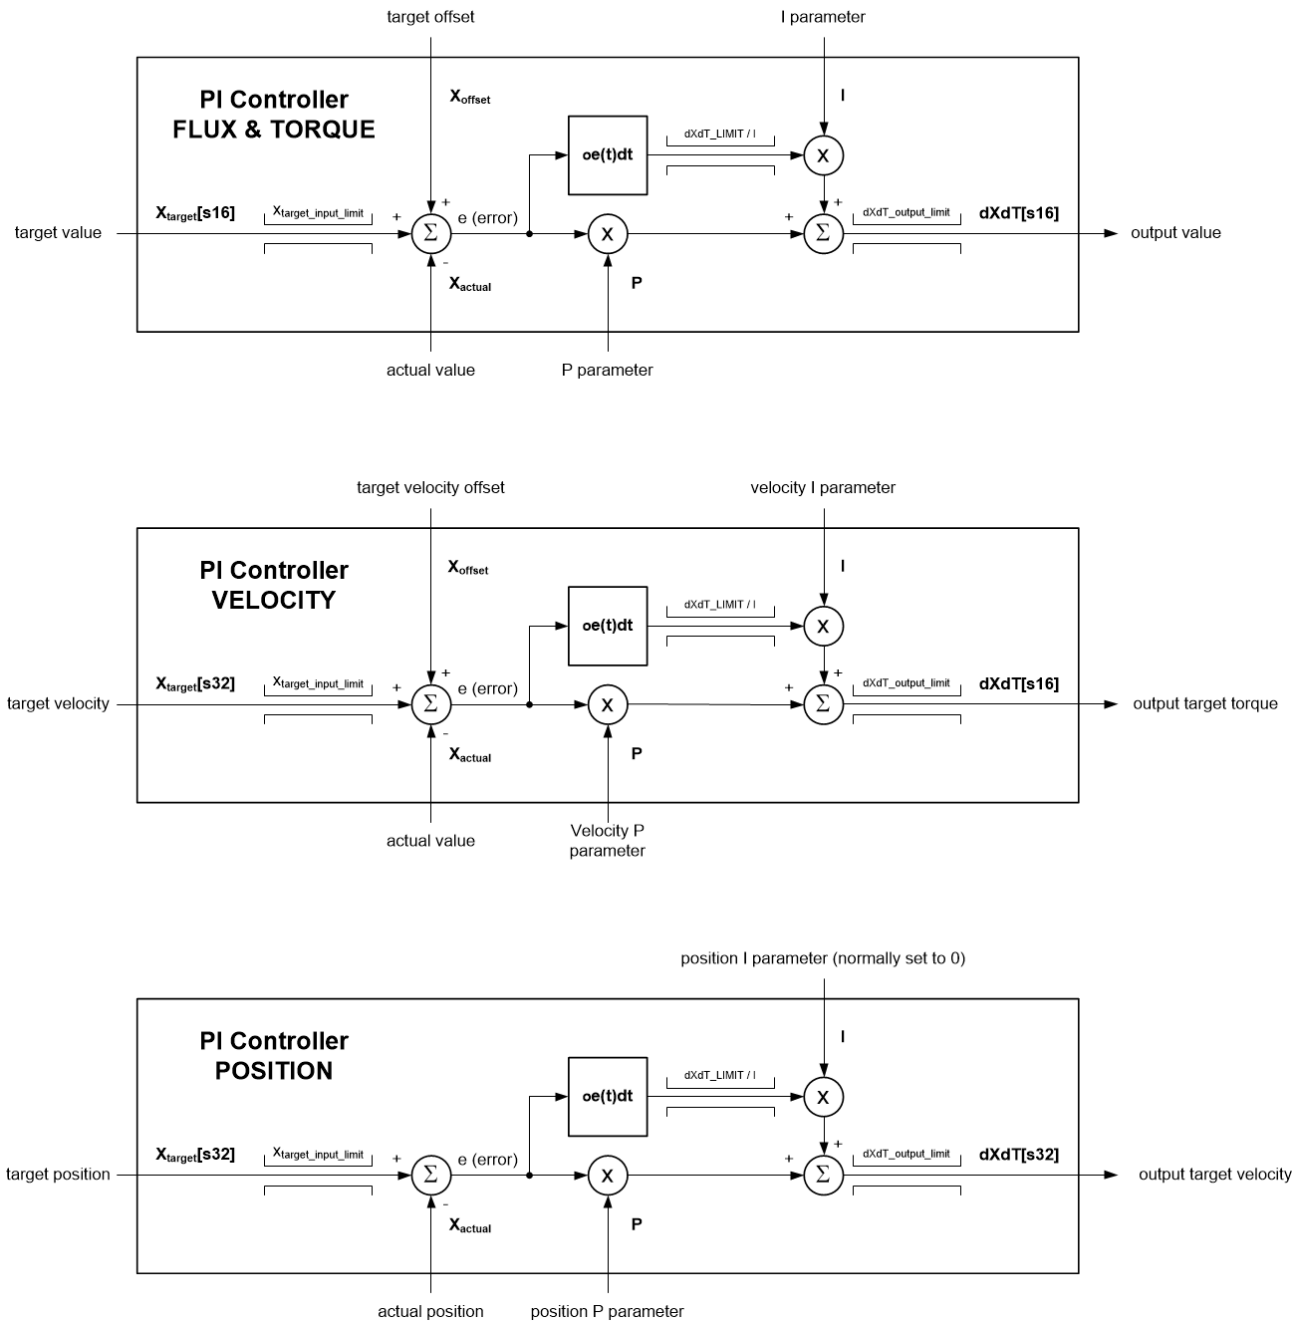 target offset
I parameter
PI Controller
FLUX & TORQUE
Xoffset
I
oe(t)dt
dXdT_LIMIT / I
X
Xtarget[s16]
Xtarget_input_limit
+
+
Σ
e (error)
X
+
+
Σ
dXdT_output_limit
dXdT[s16]
target value
output value
-
Xactual
P
actual value
P parameter
target velocity offset
velocity I parameter
PI Controller
VELOCITY
Xoffset
I
oe(t)dt
dXdT_LIMIT / I
X
Xtarget[s32]
Xtarget_input_limit
+
+
Σ
e (error)
X
+
+
Σ
dXdT_output_limit
dXdT[s16]
target velocity
output target torque
-
Xactual
P
actual value
Velocity P
parameter
position I parameter (normally set to 0)
PI Controller
POSITION
I
oe(t)dt
dXdT_LIMIT / I
X
Xtarget[s32]
Xtarget_input_limit
+
Σ
e (error)
X
+
+
Σ
dXdT_output_limit
dXdT[s32]
target position
output target velocity
-
Xactual
P
actual position
position P parameter